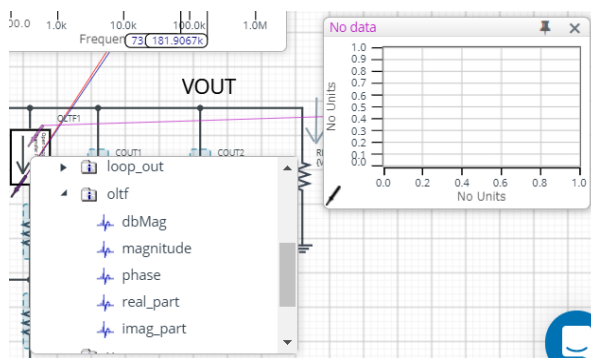 00.0 1.0k 10.0k 100.0k 1.0M
Frequen 73 181.9067k
No data
1.0
0.9
0.8
0.7
0.6
0.5
0.4
0.3
0.2
0.1
0.0
No Units
0.0 0.2 0.4 0.6 0.8 1.0
No Units
VOUT
OLTF1
COUT1
COUT2
loop_out
oltf
dbMag
magnitude
phase
real_part
imag_part